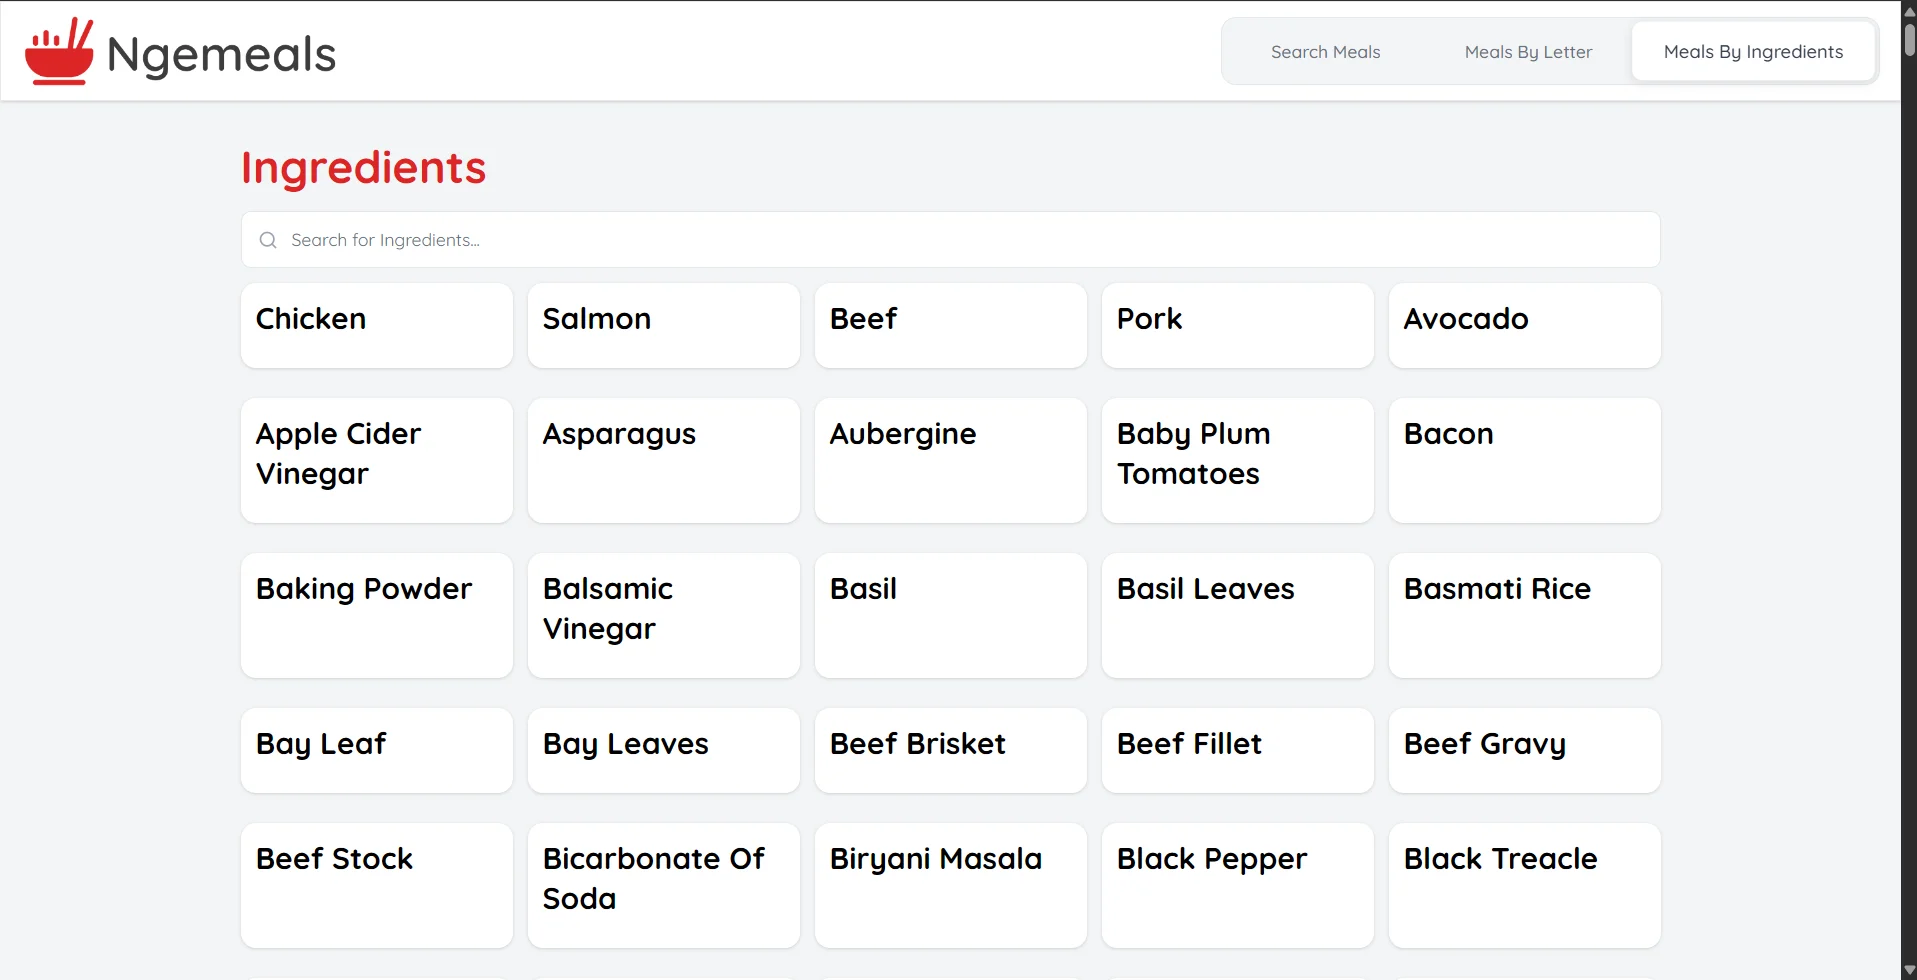 Ngemeals
Search Meals
Meals By Letter
Meals By Ingredients
Ingredients
Search for Ingredients...
Chicken
Salmon
Beef
Pork
Avocado
Apple Cider
Vinegar
Asparagus
Aubergine
Baby Plum
Tomatoes
Bacon
Baking Powder
Balsamic
Vinegar
Basil
Basil Leaves
Basmati Rice
Bay Leaf
Bay Leaves
Beef Brisket
Beef Fillet
Beef Gravy
Beef Stock
Bicarbonate Of
Soda
Biryani Masala
Black Pepper
Black Treacle